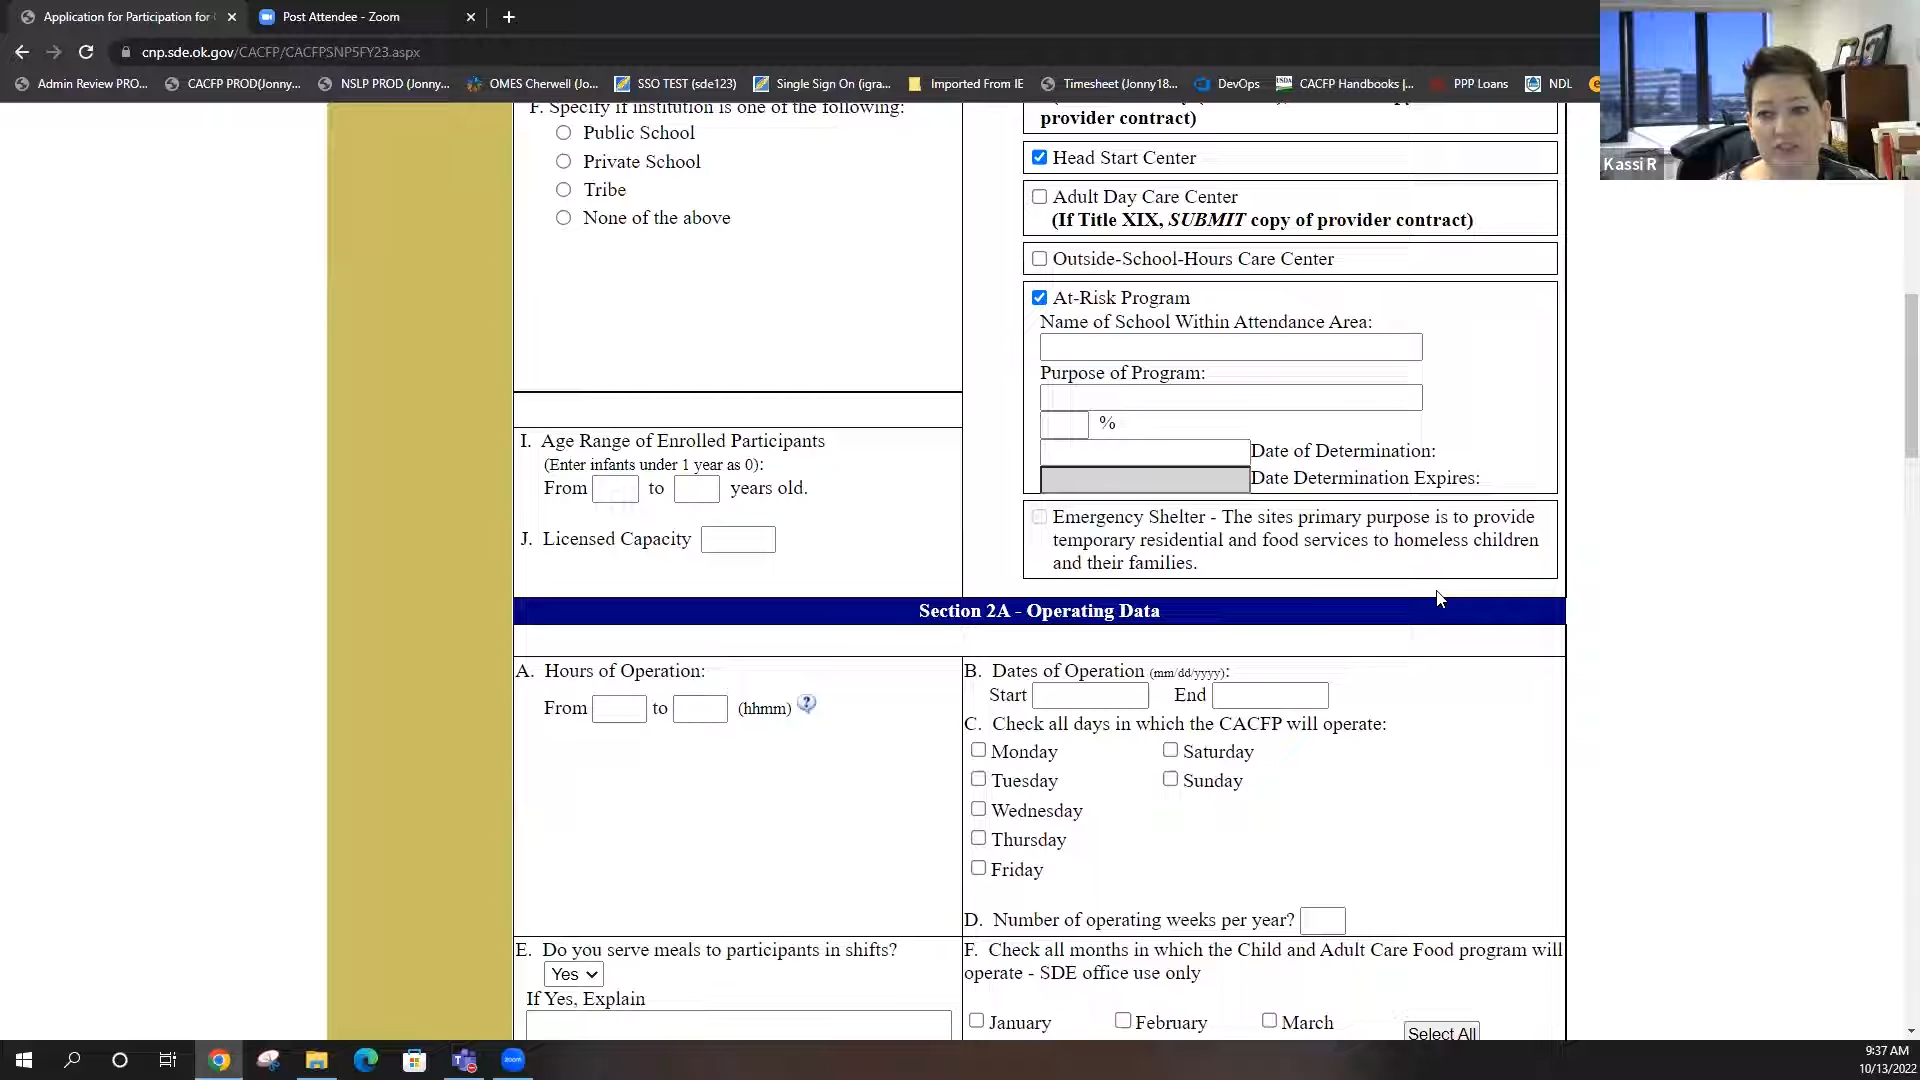 Application for Participation for
Post Attendee - Zoom
cnp.sde.ok.gov/CACFP/CACFPSNP5FY23.aspx
Admin Review PRO...
CACFP PROD(Jonny...
NSLP PROD (Jonny...
OMES Cherwell (Jo...
SSO TEST (sde123)
Single Sign On (igra...
Imported From IE
Timesheet (Jonny18...
DevOps
CACFP Handbooks |...
PPP Loans
NDL
Kassi R
F. Specify if institution is one of the following:
Public School
Private School
Tribe
None of the above
I. Age Range of Enrolled Participants
(Enter infants under 1 year as 0):
From to years old.
J. Licensed Capacity
provider contract)
Head Start Center
Adult Day Care Center
(If Title XIX, SUBMIT copy of provider contract)
Outside-School-Hours Care Center
At-Risk Program
Name of School Within Attendance Area:
Purpose of Program:
%
Date of Determination:
Date Determination Expires:
Emergency Shelter - The sites primary purpose is to provide
temporary residential and food services to homeless children
and their families.
Section 2A - Operating Data
A. Hours of Operation:
From to (hhmm)
B. Dates of Operation (mm/dd/yyyy):
Start End
C. Check all days in which the CACFP will operate:
Monday Saturday
Tuesday Sunday
Wednesday
Thursday
Friday
D. Number of operating weeks per year?
E. Do you serve meals to participants in shifts?
Yes
If Yes, Explain
F. Check all months in which the Child and Adult Care Food program will
operate - SDE office use only
January February March Select All
zoom
9:37 AM
10/13/2022